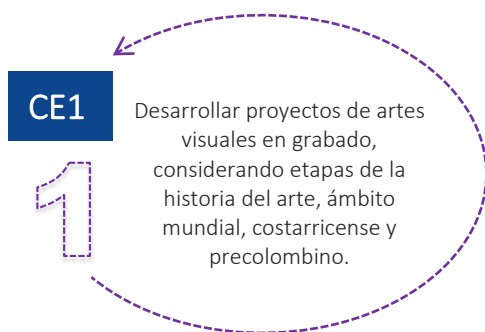 CE1
1
Desarrollar proyectos de artes
visuales en grabado,
considerando etapas de la
historia del arte, ámbito
mundial, costarricense y
precolombino.